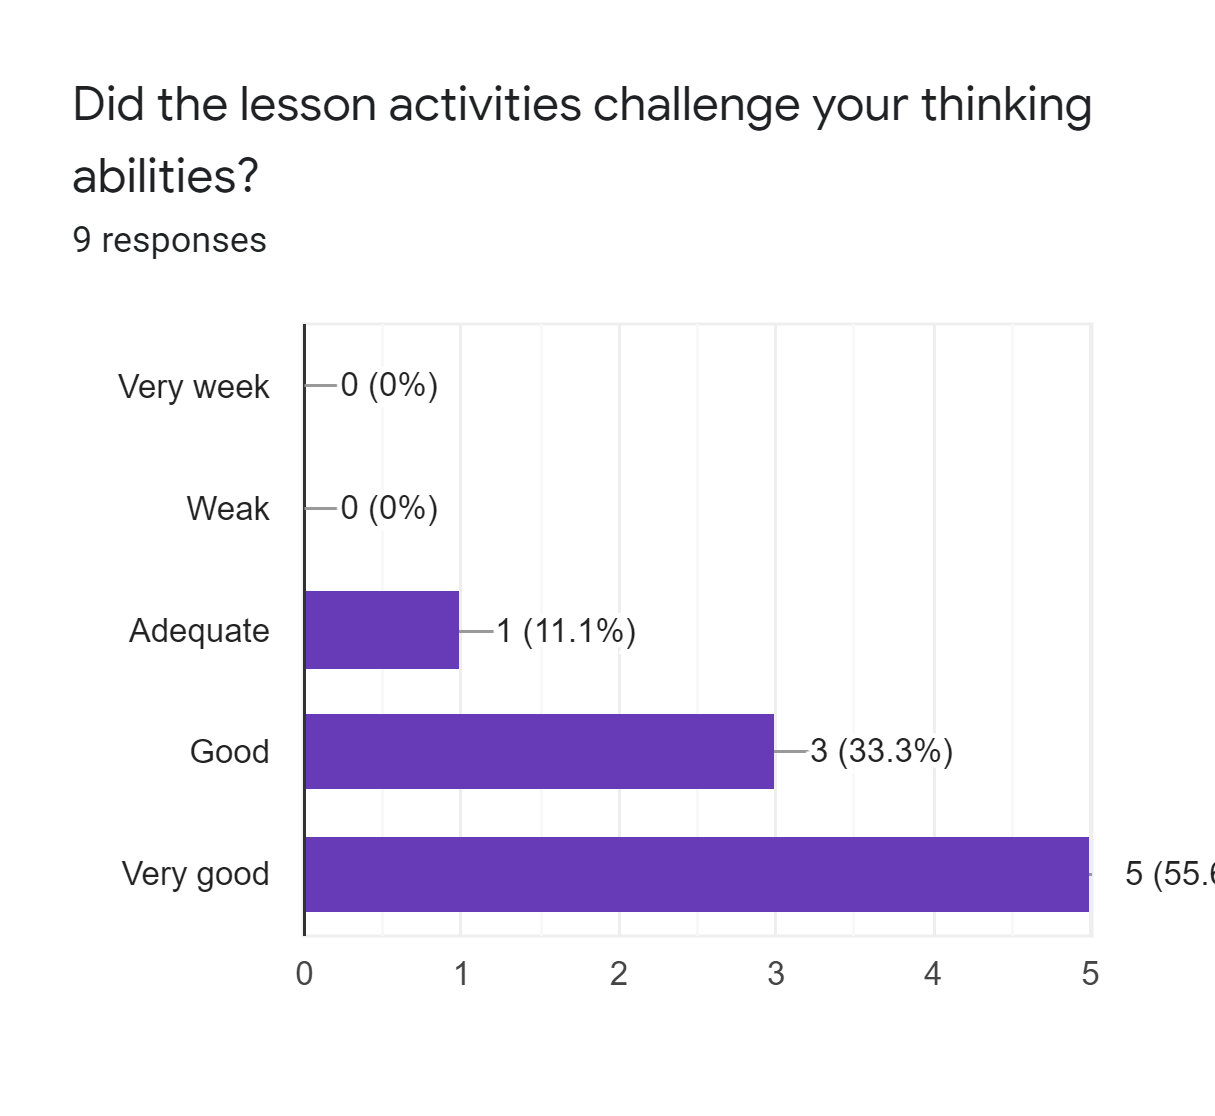 Did the lesson activities challenge your thinking
abilities?
9 responses
Very week 0 (0%)
Weak 0 (0%)
Adequate 1 (11.1%)
Good 3 (33.3%)
Very good 5 (55.
0 1 2 3 4 5